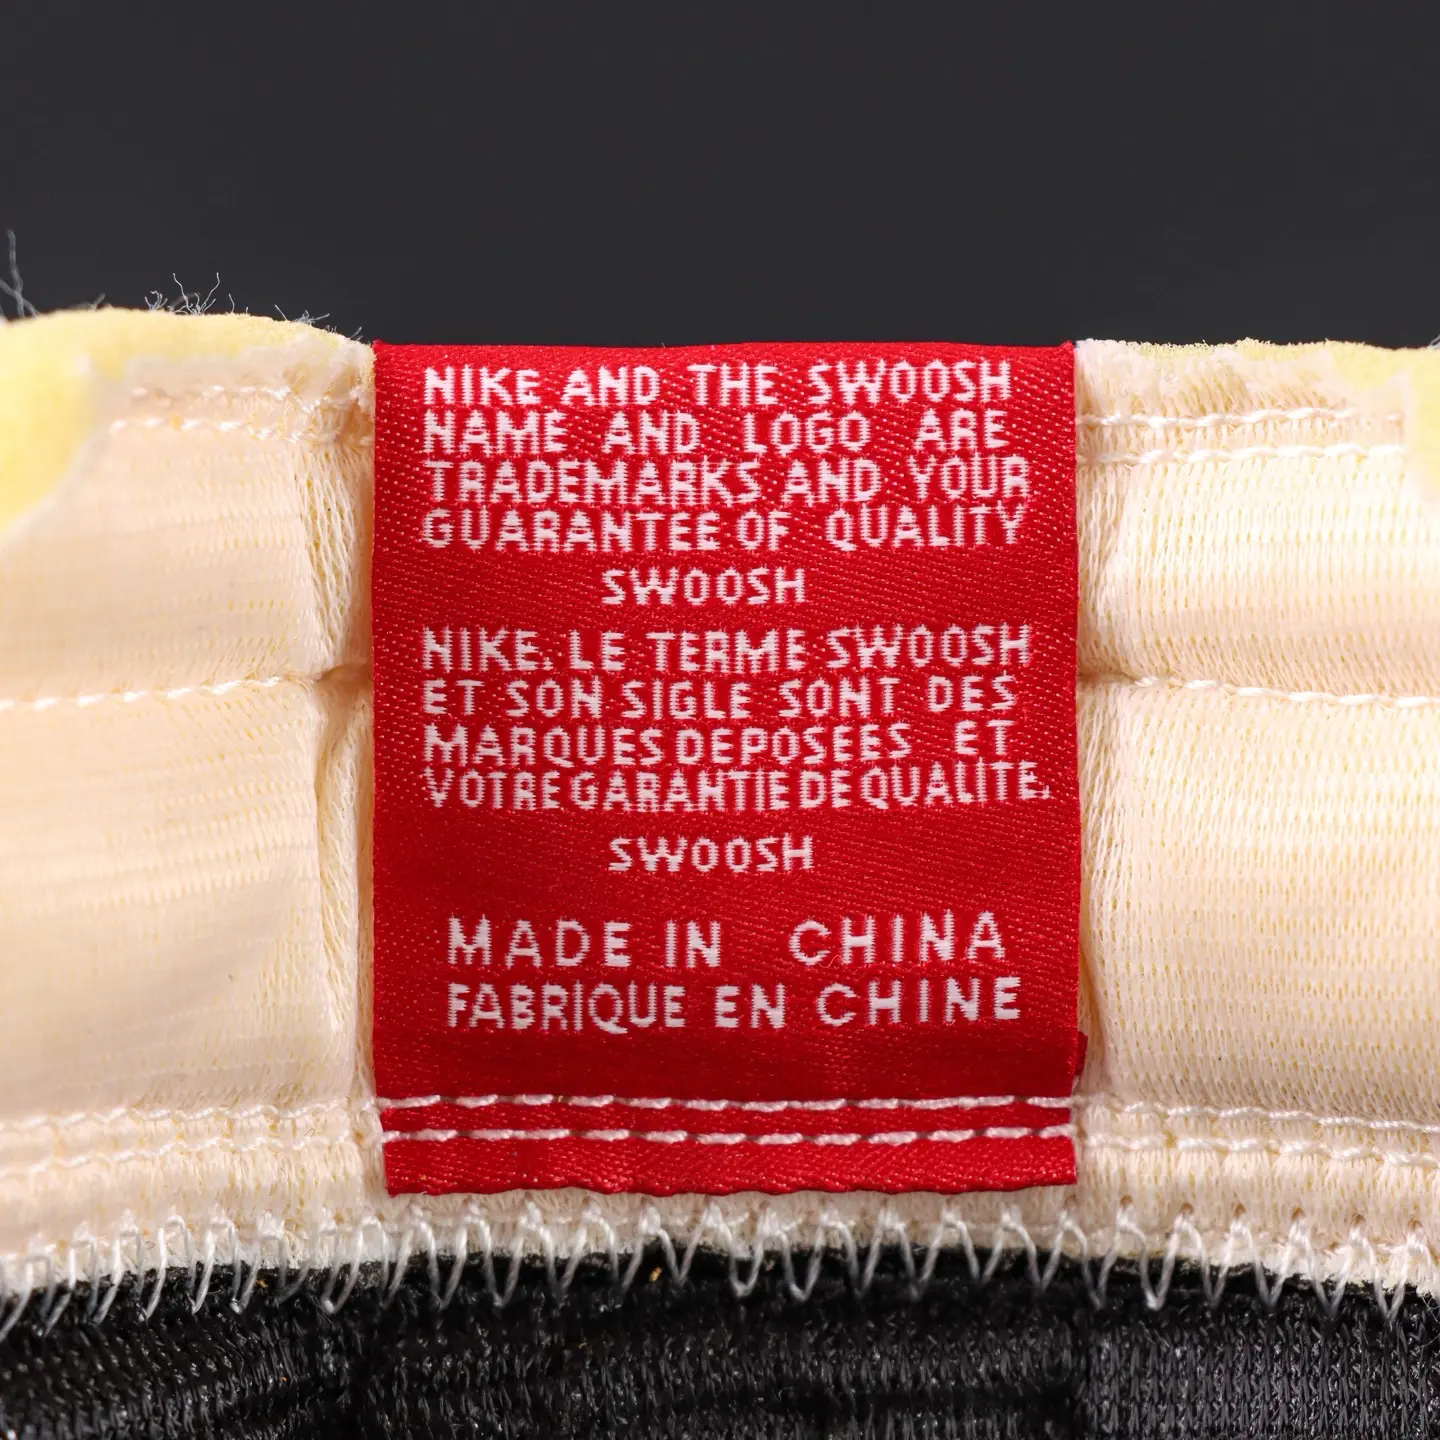 NIKE AND THE SWOOSH
NAME AND LOGO ARE
TRADEMARKS AND YOUR
GUARANTEE OF QUALITY
SWOOSH
NIKE. LE TERME SWOOSH
ET SON SIGLE SONT DES
MARQUES DEPOSEES ET
VOTRE GARANTIE DE QUALITE.
SWOOSH
MADE IN CHINA
FABRIQUE EN CHINE